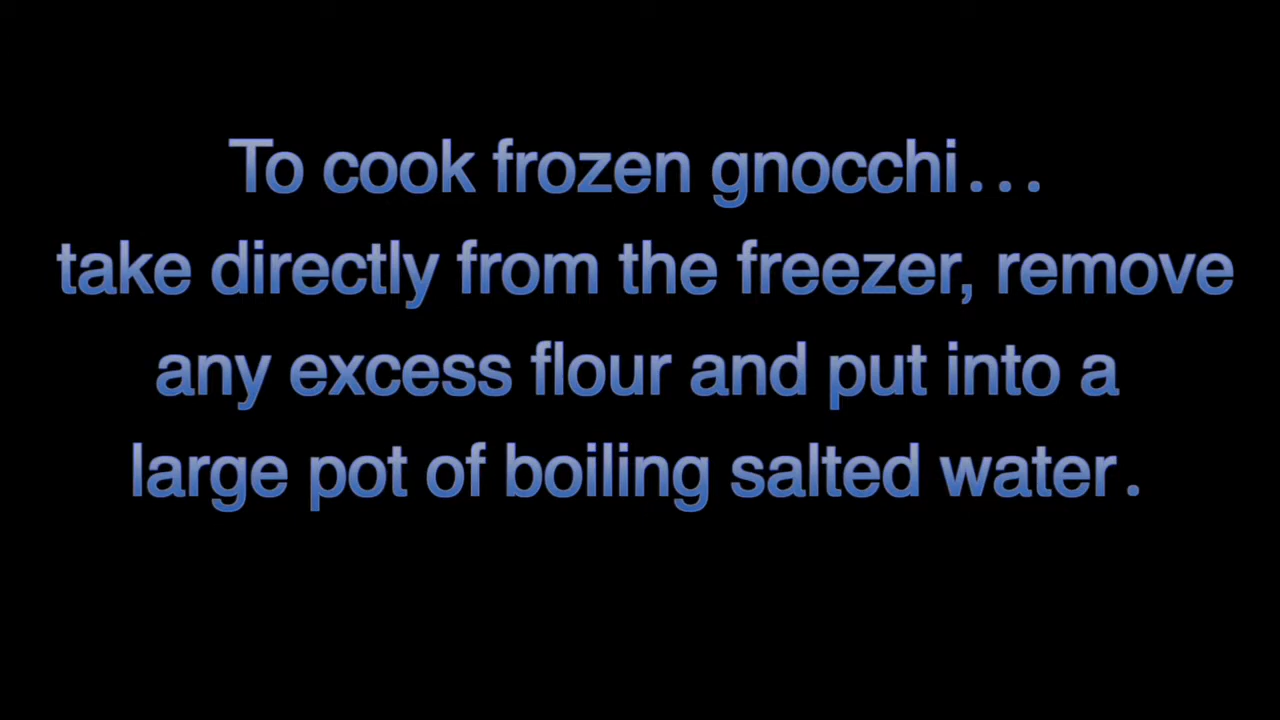 To cook frozen gnocchi...
take directly from the freezer, remove
any excess flour and put into a
large pot of boiling salted water.